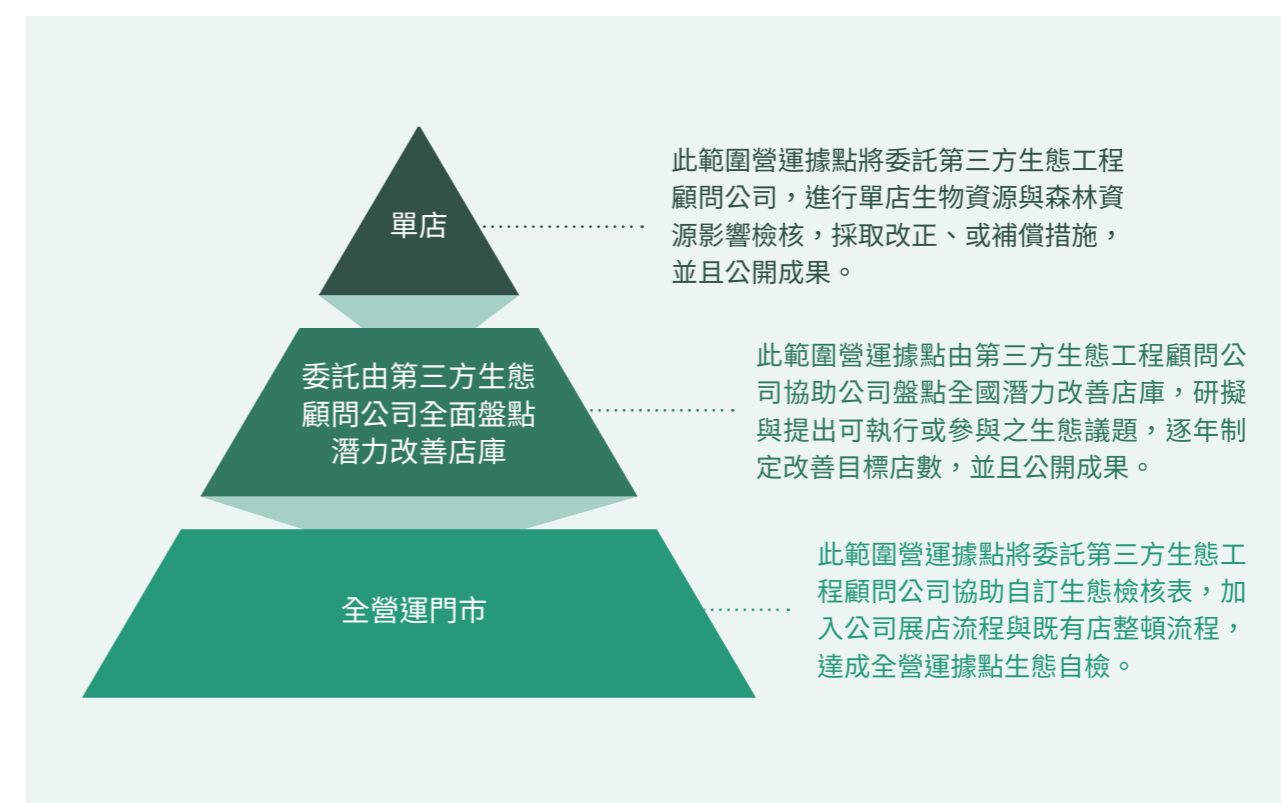 單店
此範圍營運據點將委託第三方生態工程
顧問公司，進行單店生物資源與森林資
源影響檢核，採取改正、或補償措施，
並且公開成果。
委託由第三方生態
顧問公司全面盤點
潛力改善店庫
此範圍營運據點由第三方生態工程顧問公
司協助公司盤點全國潛力改善店庫，研擬
與提出可執行或參與之生態議題，逐年制
定改善目標店數，並且公開成果。
全營運門市
此範圍營運據點將委託第三方生態工
程顧問公司協助自訂生態檢核表，加
入公司展店流程與既有店整頓流程，
達成全營運據點生態自檢。